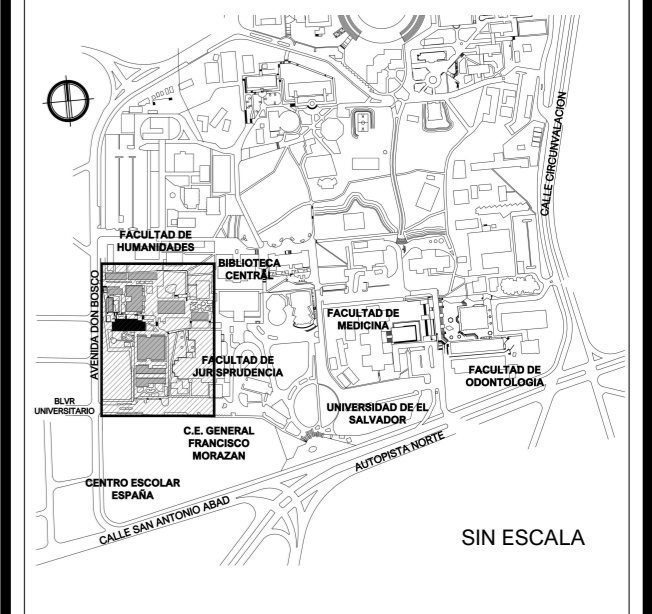 CALLE CIRCUNVALACION
FACULTAD DE
HUMANIDADES
BIBLIOTECA
CENTRAL
AVENIDA DON BOSCO
FACULTAD DE
MEDICINA
FACULTAD DE
JURISPRUDENCIA
FACULTAD DE
ODONTOLOGIA
BLVR
UNIVERSITARIO
UNIVERSIDAD DE EL
SALVADOR
C.E. GENERAL
FRANCISCO
MORAZAN
AUTOPISTA NORTE
CENTRO ESCOLAR
ESPAÑA
CALLE SAN ANTONIO ABAD
SIN ESCALA